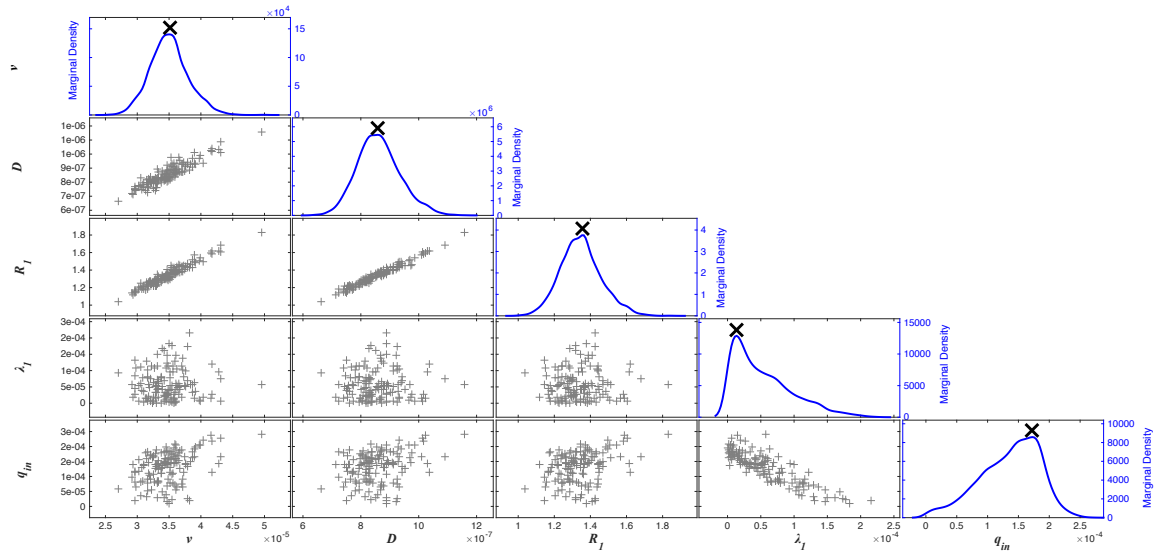 ×10⁴
15
10
5
0
Marginal Density
v
×10⁶
1e-06
1e-06
9e-07
8e-07
7e-07
6e-07
D
6
5
4
3
2
1
0
Marginal Density
1.8
1.6
1.4
1.2
1
R₁
4
3
2
1
0
Marginal Density
3e-04
2e-04
2e-04
1e-04
5e-05
0
λ₁
15000
10000
5000
0
Marginal Density
3e-04
2e-04
2e-04
1e-04
5e-05
0
q_in
10000
8000
6000
4000
2000
0
Marginal Density
2.5 3 3.5 4 4.5 5
×10⁻⁵
6 8 10 12
×10⁻⁷
1 1.2 1.4 1.6 1.8
0 0.5 1 1.5 2 2.5
×10⁻⁴
0 0.5 1 1.5 2 2.5
×10⁻⁴
v D R₁ λ₁ q_in